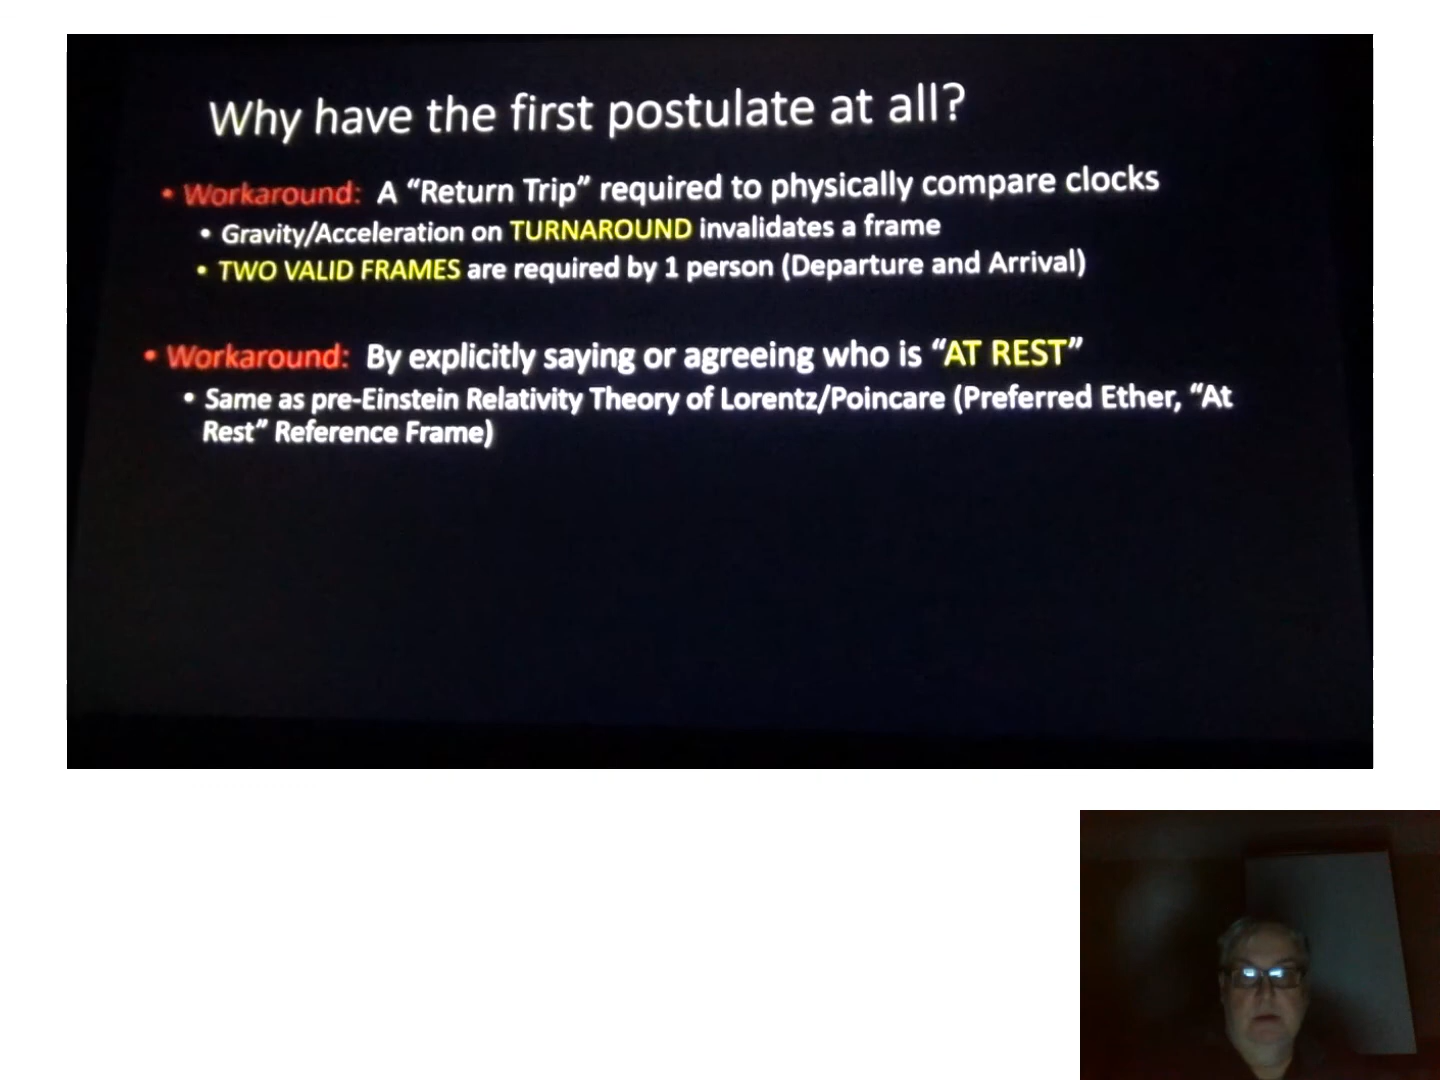 Why have the first postulate at all?
• Workaround: A “Return Trip” required to physically compare clocks
• Gravity/Acceleration on TURNAROUND invalidates a frame
• TWO VALID FRAMES are required by 1 person (Departure and Arrival)
• Workaround: By explicitly saying or agreeing who is “AT REST”
• Same as pre-Einstein Relativity Theory of Lorentz/Poincare (Preferred Ether, “At
Rest” Reference Frame)